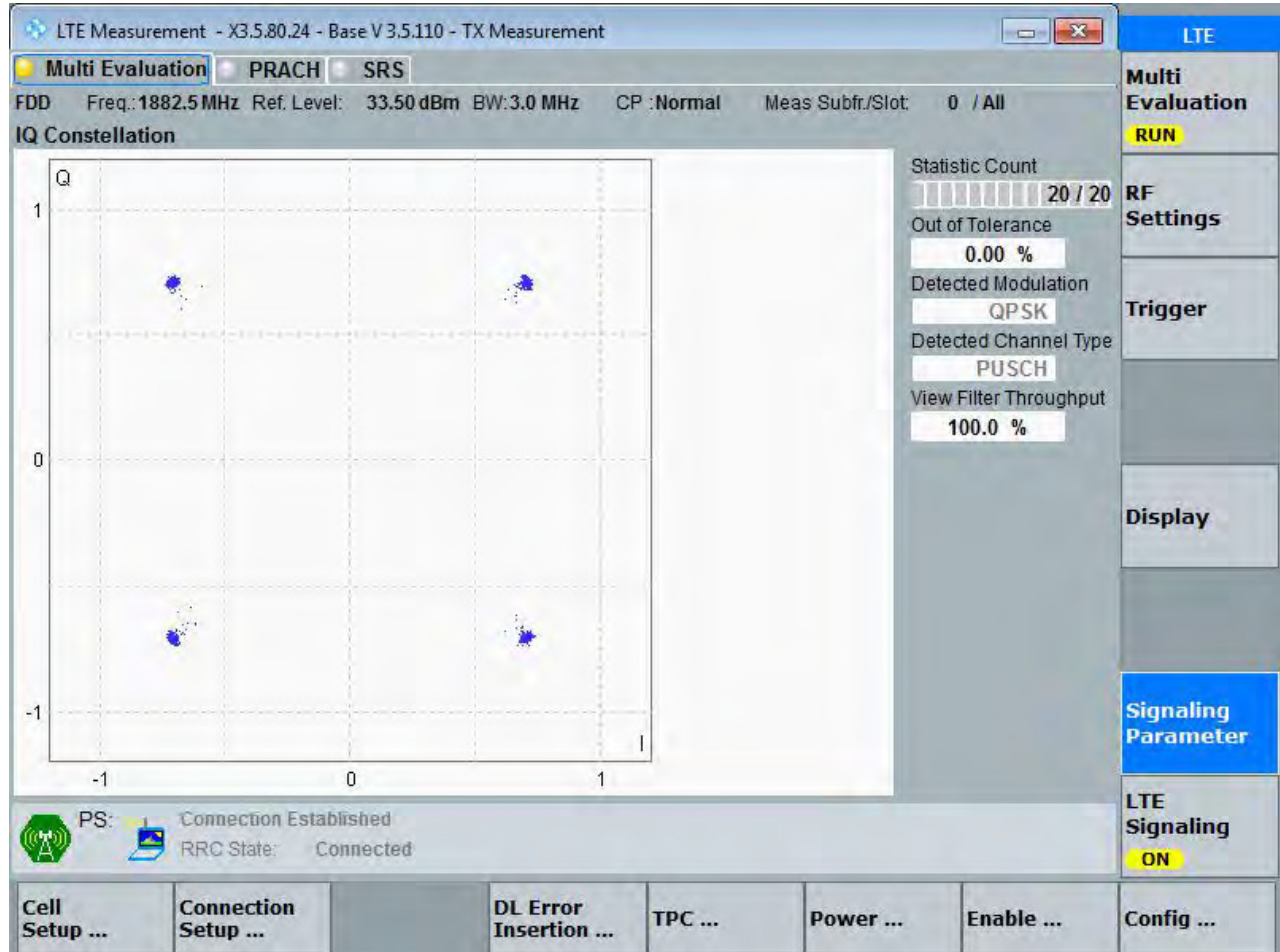 LTE Measurement - X3.5.80.24 - Base V 3.5.110 - TX Measurement
LTE
Multi Evaluation PRACH SRS
FDD Freq.: 1882.5 MHz Ref. Level: 33.50 dBm BW: 3.0 MHz CP : Normal Meas Subfr./Slot: 0 / All
IQ Constellation
Q
1
0
-1
I
-1 0 1
Statistic Count
20 / 20
Out of Tolerance
0.00 %
Detected Modulation
QPSK
Detected Channel Type
PUSCH
View Filter Throughput
100.0 %
Multi
Evaluation
RUN
RF
Settings
Trigger
Display
Signaling
Parameter
LTE
Signaling
ON
PS: Connection Established
RRC State: Connected
Cell
Setup ...
Connection
Setup ...
DL Error
Insertion ...
TPC ...
Power ...
Enable ...
Config ...